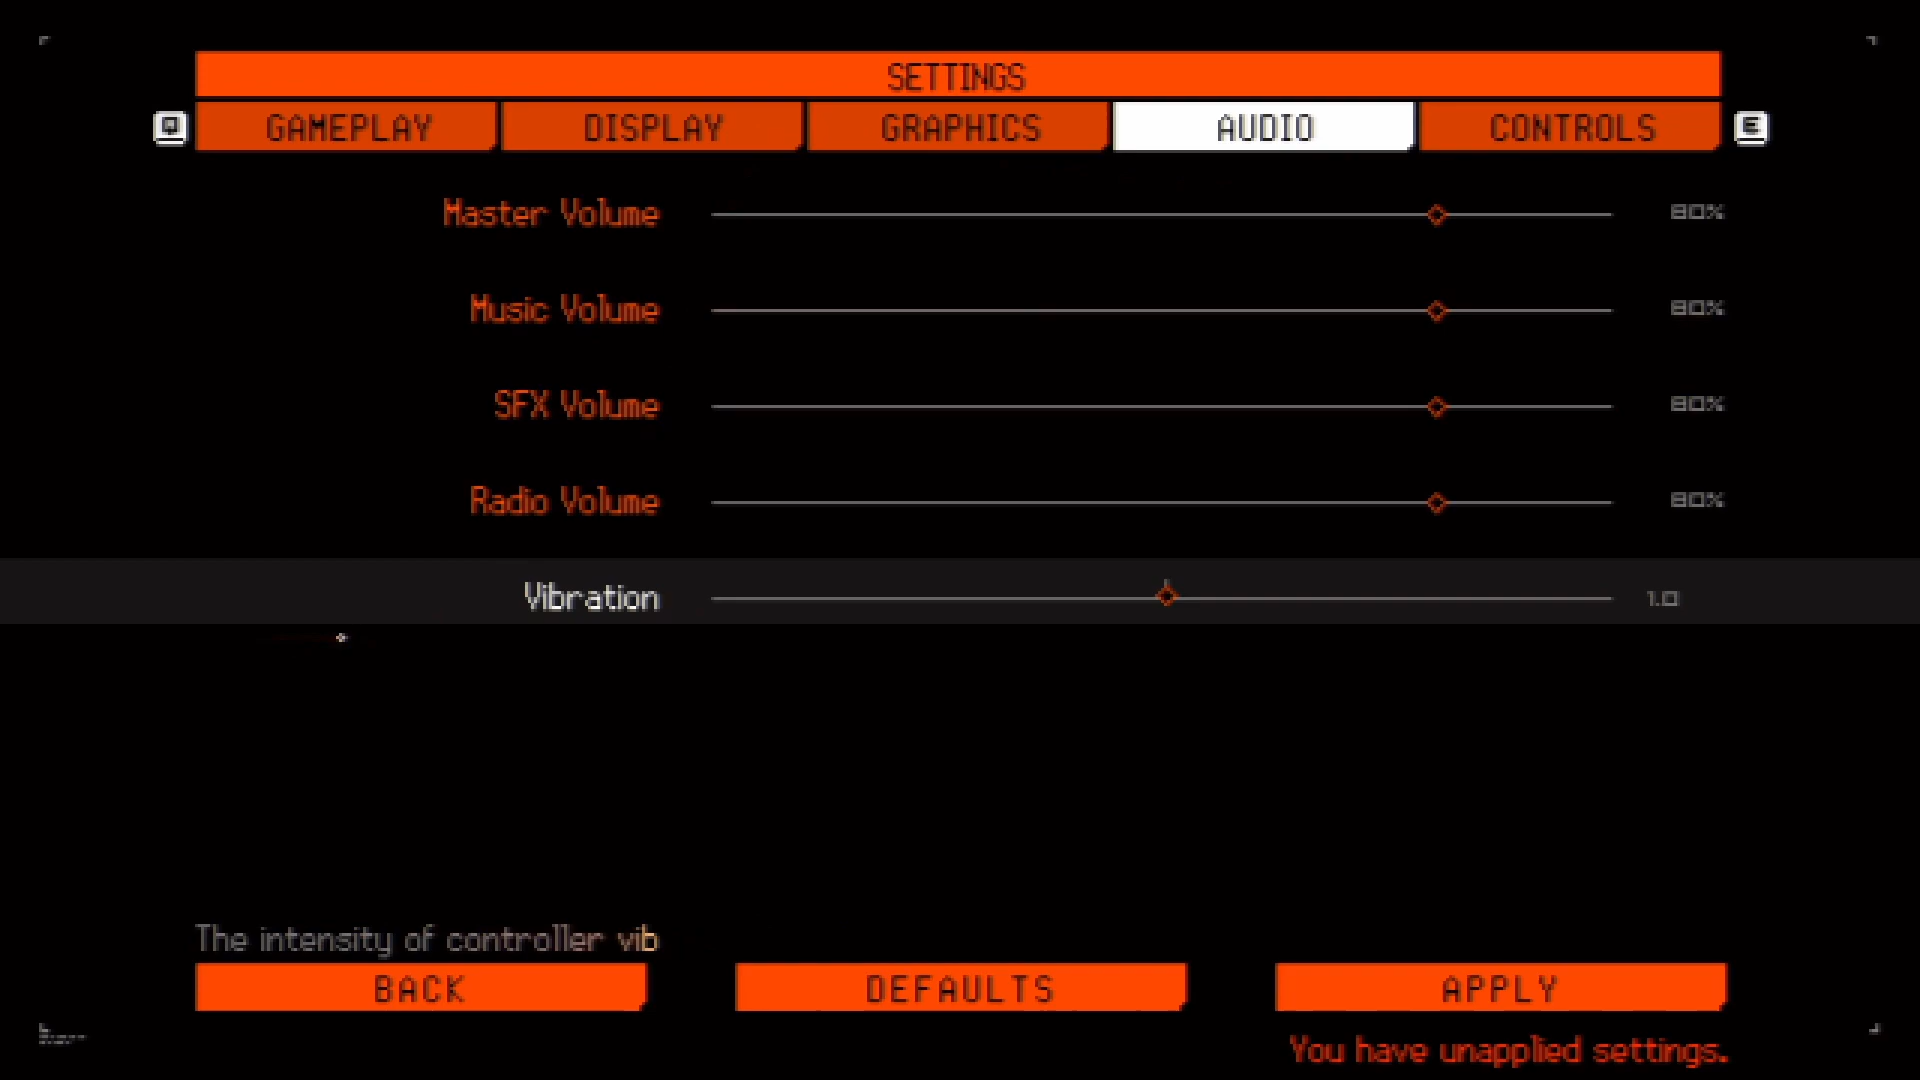 SETTINGS
Q GAMEPLAY DISPLAY GRAPHICS AUDIO CONTROLS E
Master Volume 80%
Music Volume 80%
SFX Volume 80%
Radio Volume 80%
Vibration 1.0
The intensity of controller vib
BACK DEFAULTS APPLY
You have unapplied settings.